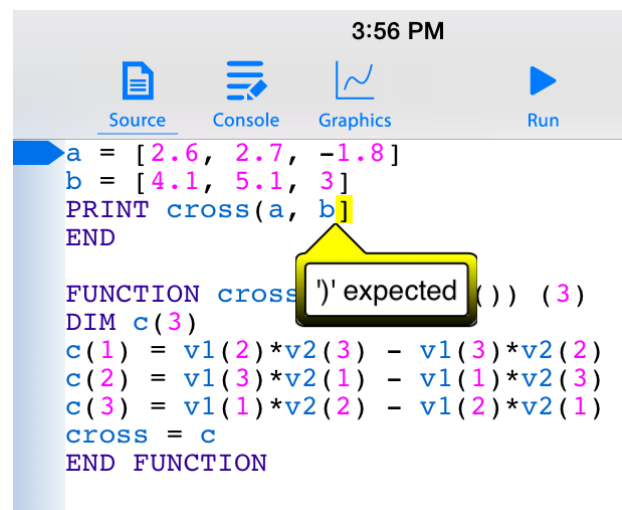 3:56 PM
Source Console Graphics Run
a = [2.6, 2.7, -1.8]
b = [4.1, 5.1, 3]
PRINT cross(a, b]
END
')' expected
FUNCTION cross ()) (3)
DIM c(3)
c(1) = v1(2)*v2(3) - v1(3)*v2(2)
c(2) = v1(3)*v2(1) - v1(1)*v2(3)
c(3) = v1(1)*v2(2) - v1(2)*v2(1)
cross = c
END FUNCTION